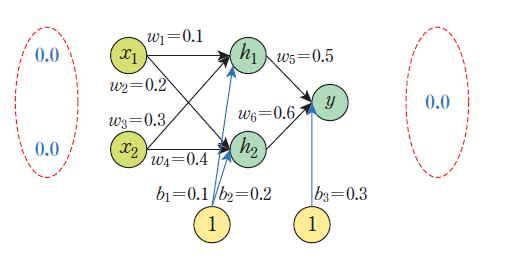 w₁=0.1
0.0
x₁
h₁
w₅=0.5
w₂=0.2
y
0.0
w₃=0.3
w₆=0.6
0.0
x₂
h₂
w₄=0.4
b₁=0.1
b₂=0.2
b₃=0.3
1
1